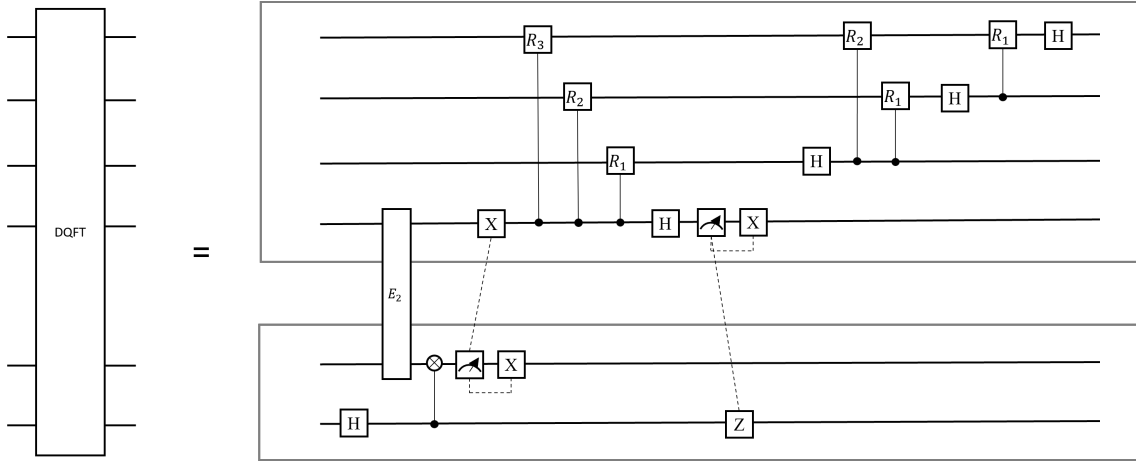 R₃ R₂ R₁ H
R₂ R₁ H
R₁ H
X H X
DQFT
=
E₂
X
H Z